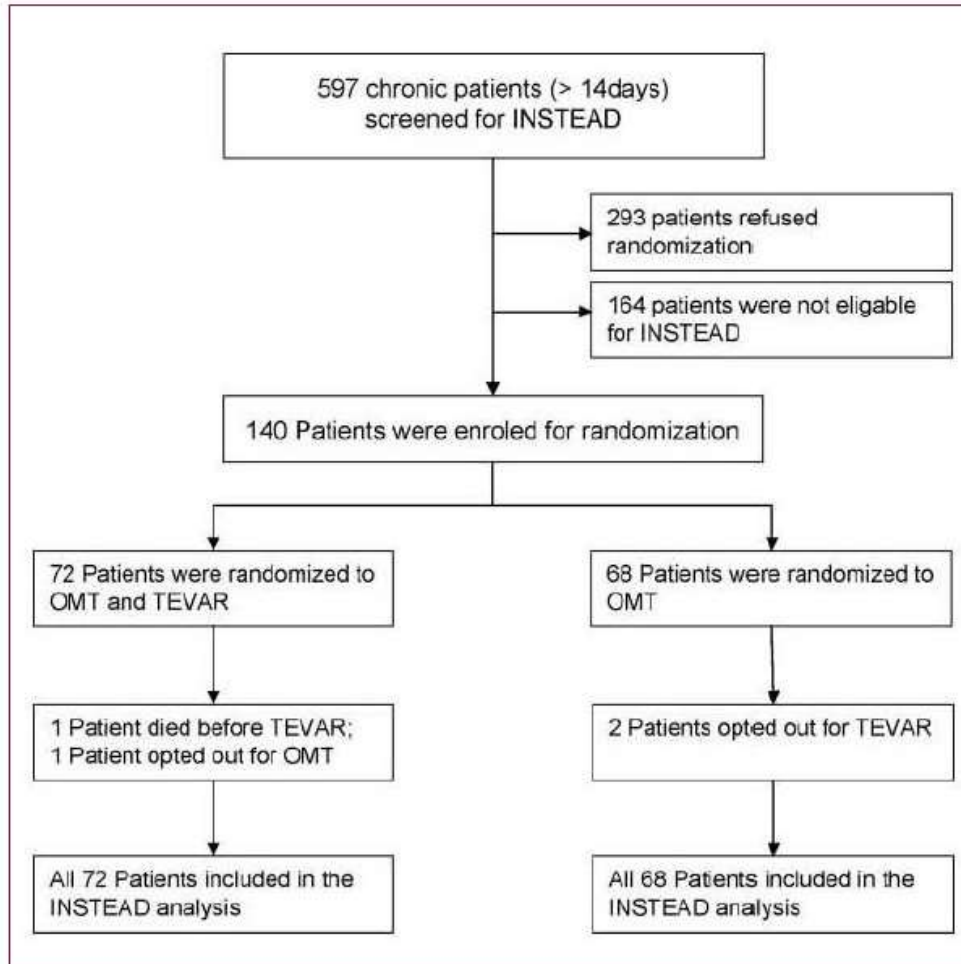 597 chronic patients (> 14days)
screened for INSTEAD
293 patients refused
randomization
164 patients were not eligable
for INSTEAD
140 Patients were enroled for randomization
72 Patients were randomized to
OMT and TEVAR
68 Patients were randomized to
OMT
1 Patient died before TEVAR;
1 Patient opted out for OMT
2 Patients opted out for TEVAR
All 72 Patients included in the
INSTEAD analysis
All 68 Patients included in the
INSTEAD analysis